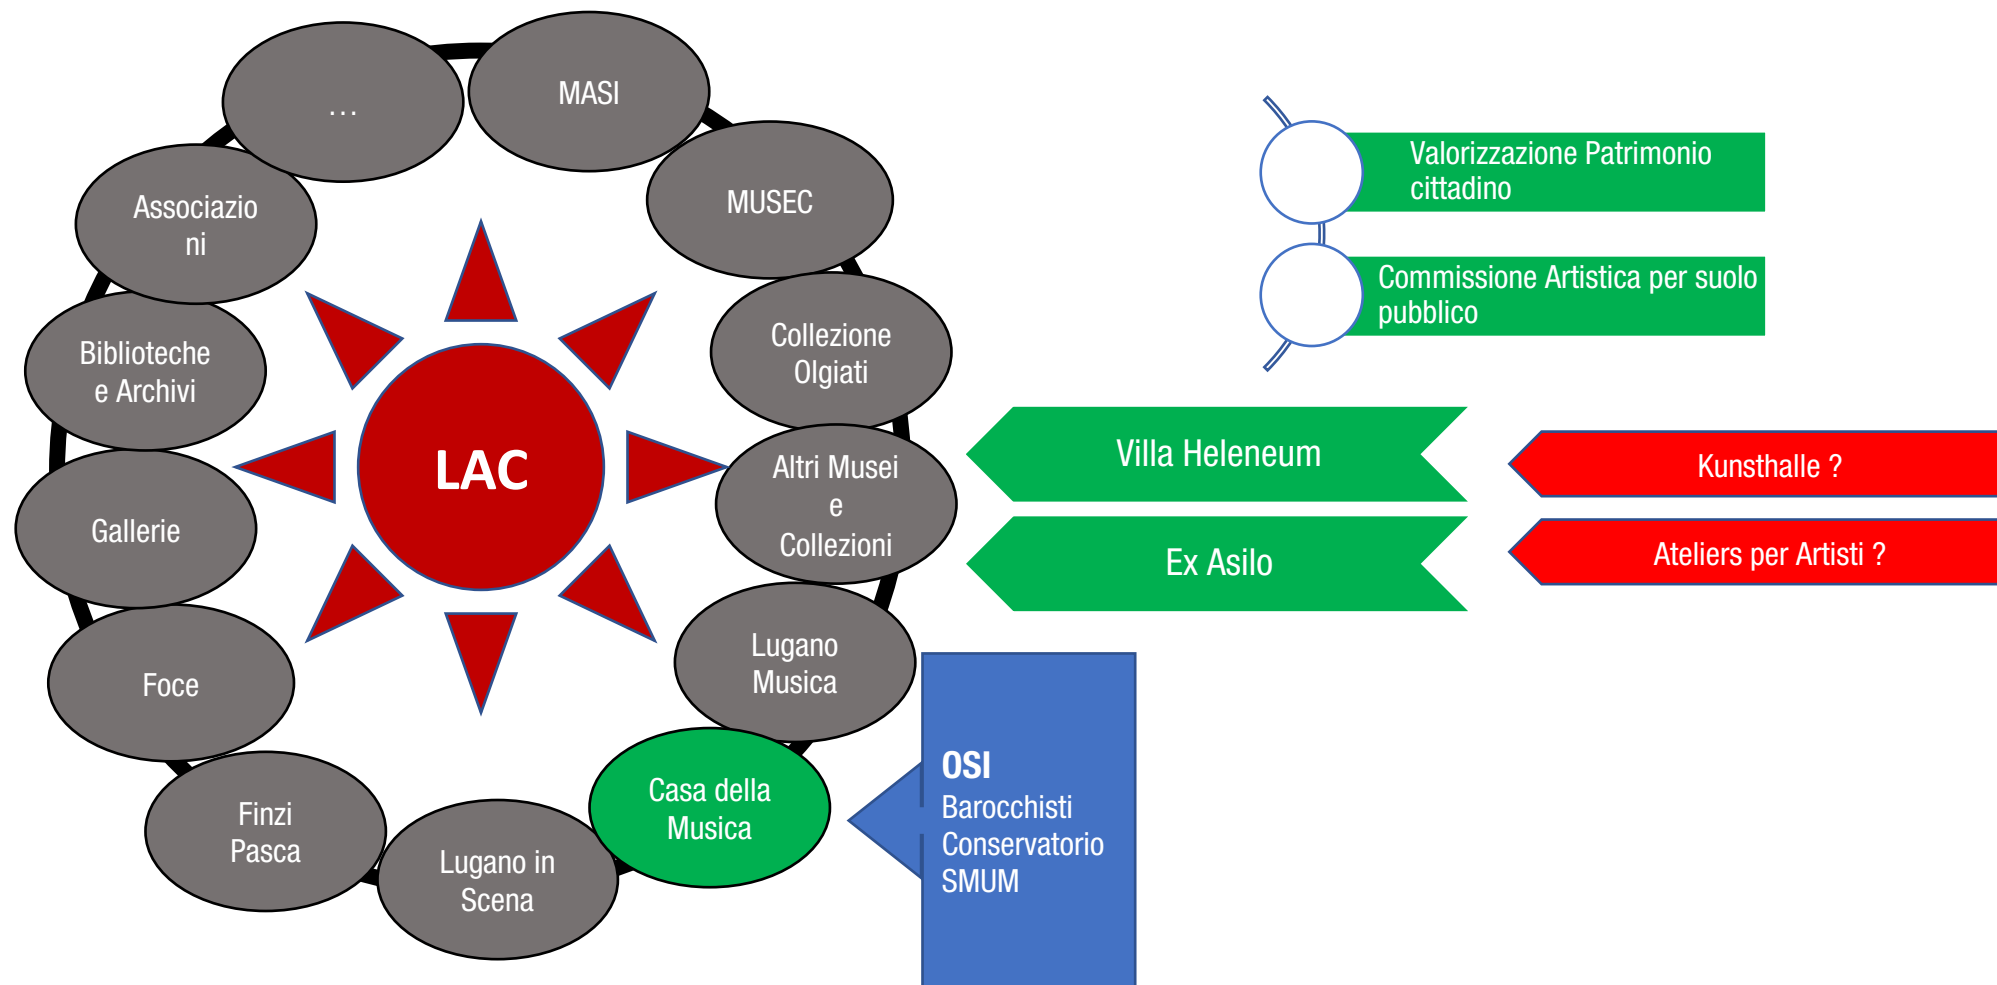 …
MASI
MUSEC
Associazio
ni
Collezione
Olgiati
Biblioteche
e Archivi
LAC
Altri Musei
e
Collezioni
Gallerie
Lugano
Musica
Foce
Casa della
Musica
Finzi
Pasca
Lugano in
Scena
OSI
Barocchisti
Conservatorio
SMUM
Valorizzazione Patrimonio
cittadino
Commissione Artistica per suolo
pubblico
Villa Heleneum
Kunsthalle ?
Ex Asilo
Ateliers per Artisti ?